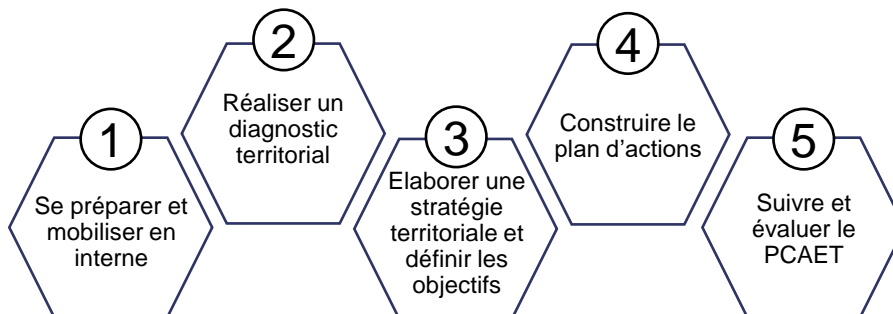 1
Se préparer et
mobiliser en
interne
2
Réaliser un
diagnostic
territorial
3
Elaborer une
stratégie
territoriale et
définir les
objectifs
4
Construire le
plan d'actions
5
Suivre et
évaluer le
PCAET